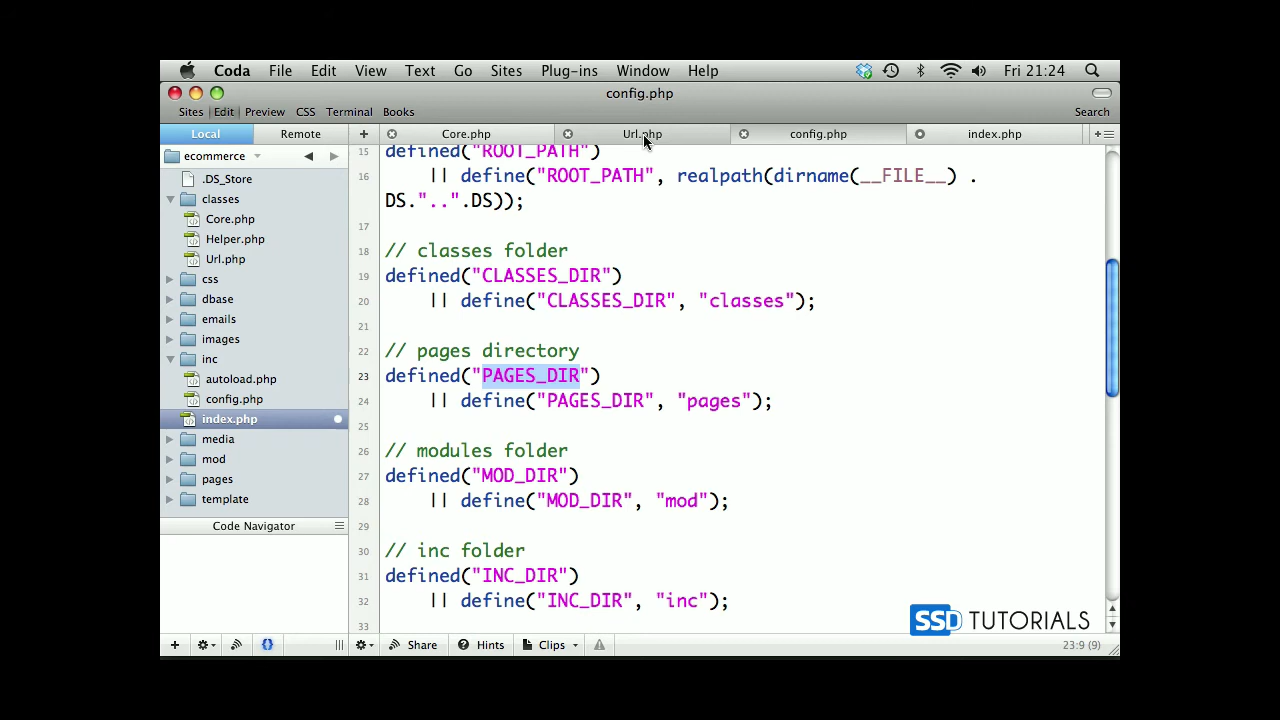 Coda File Edit View Text Go Sites Plug-ins Window Help Fri 21:24
config.php
Sites Edit Preview CSS Terminal Books Search
Local Remote + Core.php Url.php config.php index.php
ecommerce
.DS_Store
classes
Core.php
Helper.php
Url.php
css
dbase
emails
images
inc
autoload.php
config.php
index.php
media
mod
pages
template
Code Navigator
15 defined("ROOT_PATH")
16 || define("ROOT_PATH", realpath(dirname(__FILE__) .
DS."..".DS));
17
18 // classes folder
19 defined("CLASSES_DIR")
20 || define("CLASSES_DIR", "classes");
21
22 // pages directory
23 defined("PAGES_DIR")
24 || define("PAGES_DIR", "pages");
25
26 // modules folder
27 defined("MOD_DIR")
28 || define("MOD_DIR", "mod");
29
30 // inc folder
31 defined("INC_DIR")
32 || define("INC_DIR", "inc");
33
SSD TUTORIALS
Share Hints Clips 23:9 (9)